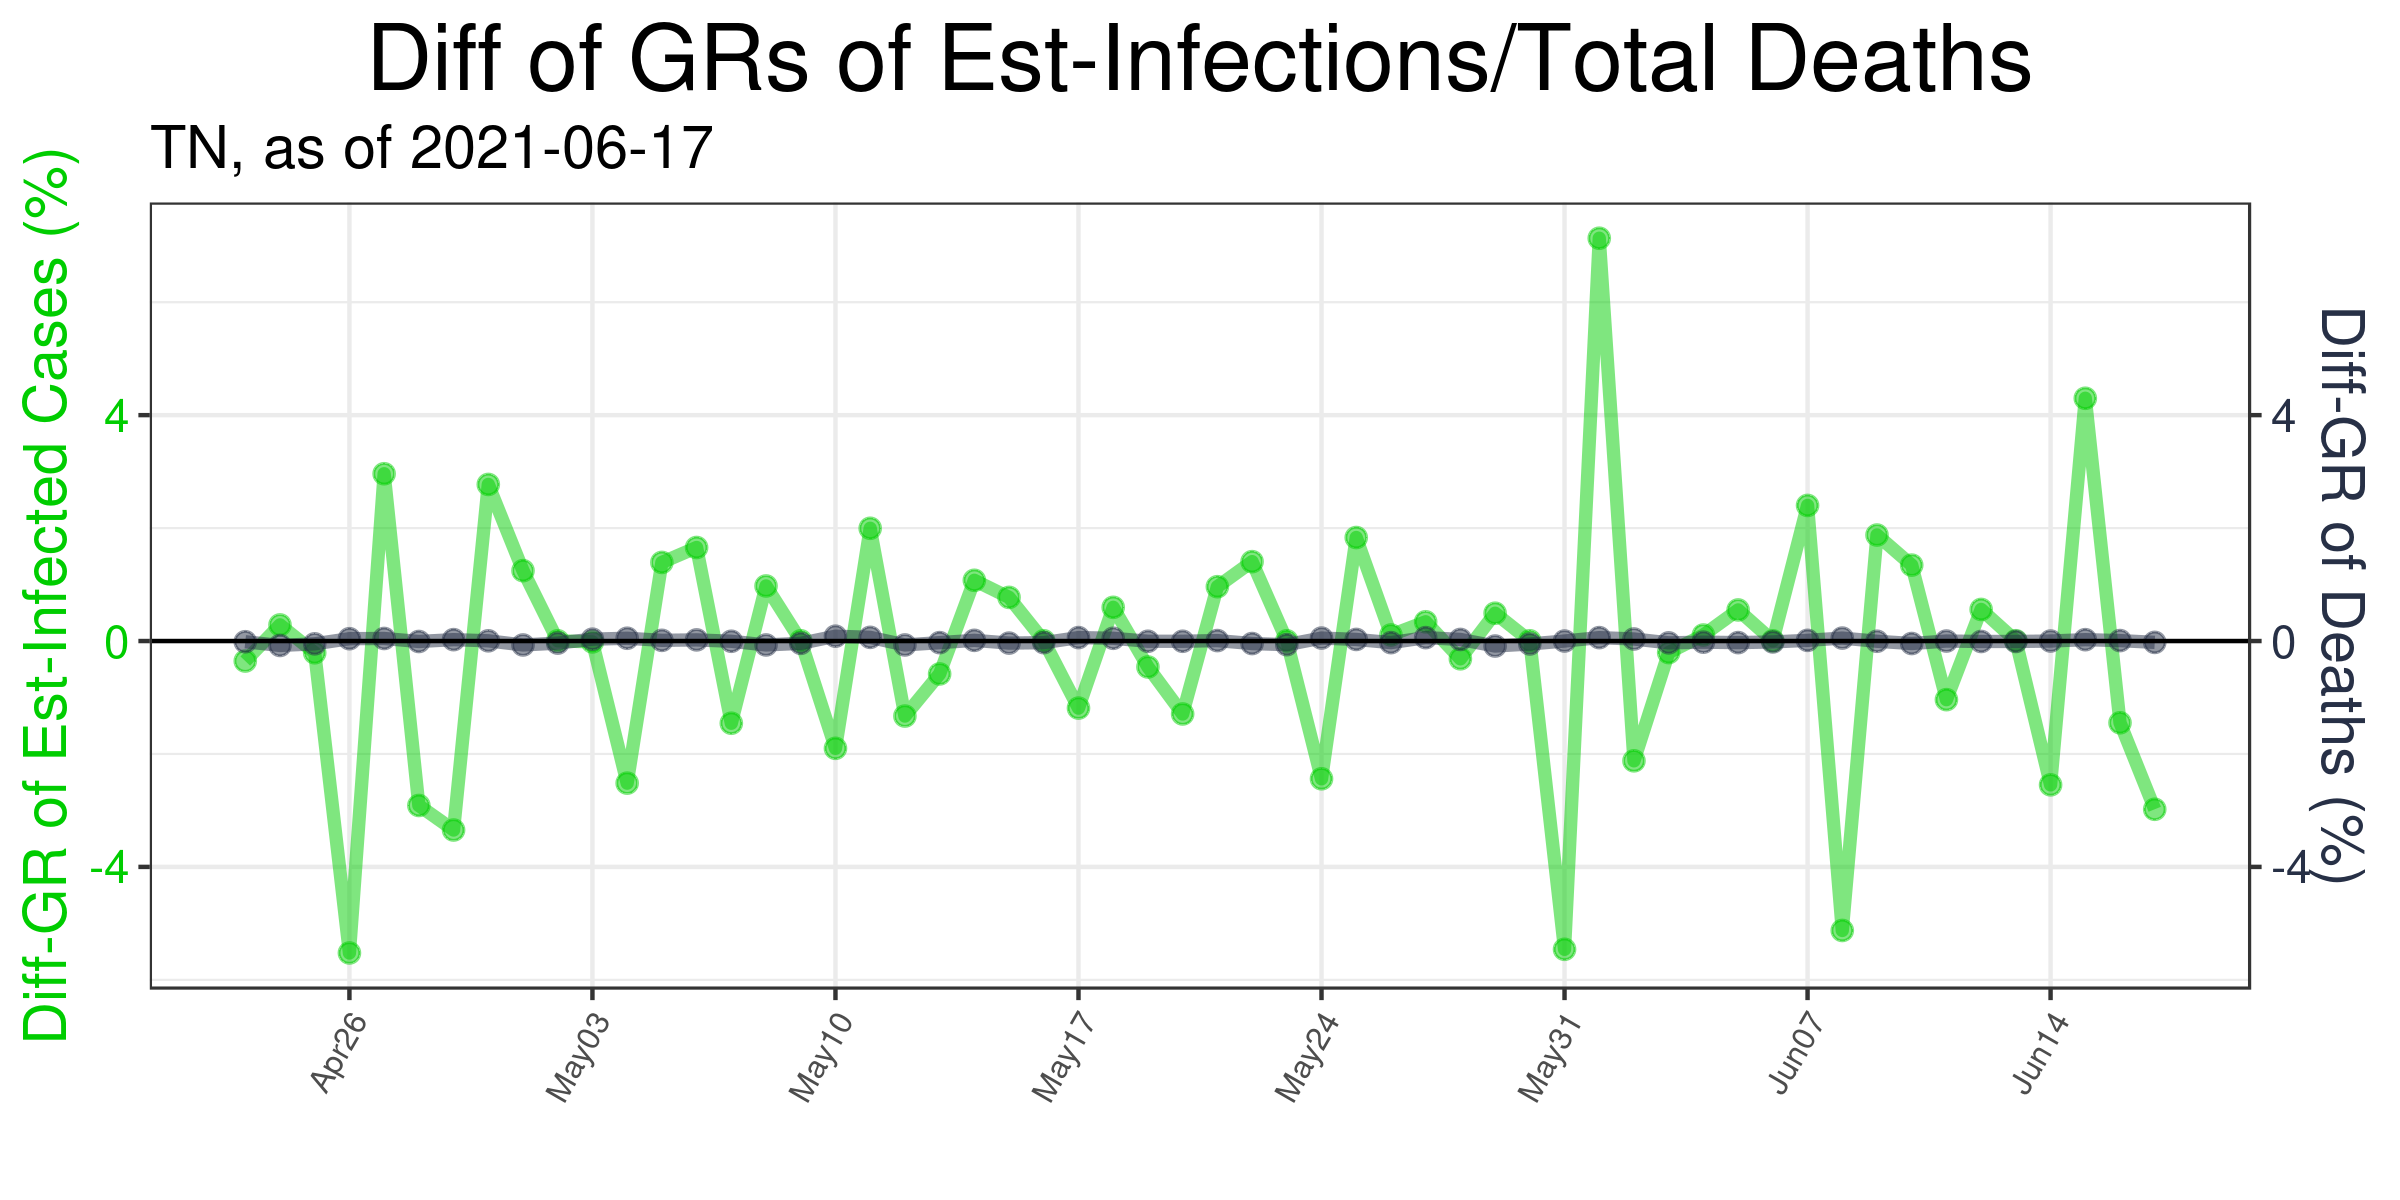 Diff of GRs of Est-Infections/Total Deaths
TN, as of 2021-06-17
Diff-GR of Est-Infected Cases (%)
4
0
-4
4
0
-4
Diff-GR of Deaths (%)
Apr26
May03
May10
May17
May24
May31
Jun07
Jun14